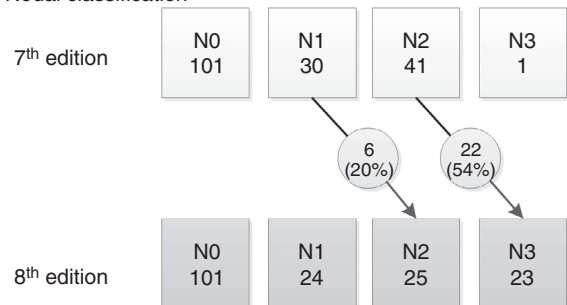 Nodal classification
7th edition
N0
101
N1
30
N2
41
N3
1
6
(20%)
22
(54%)
8th edition
N0
101
N1
24
N2
25
N3
23